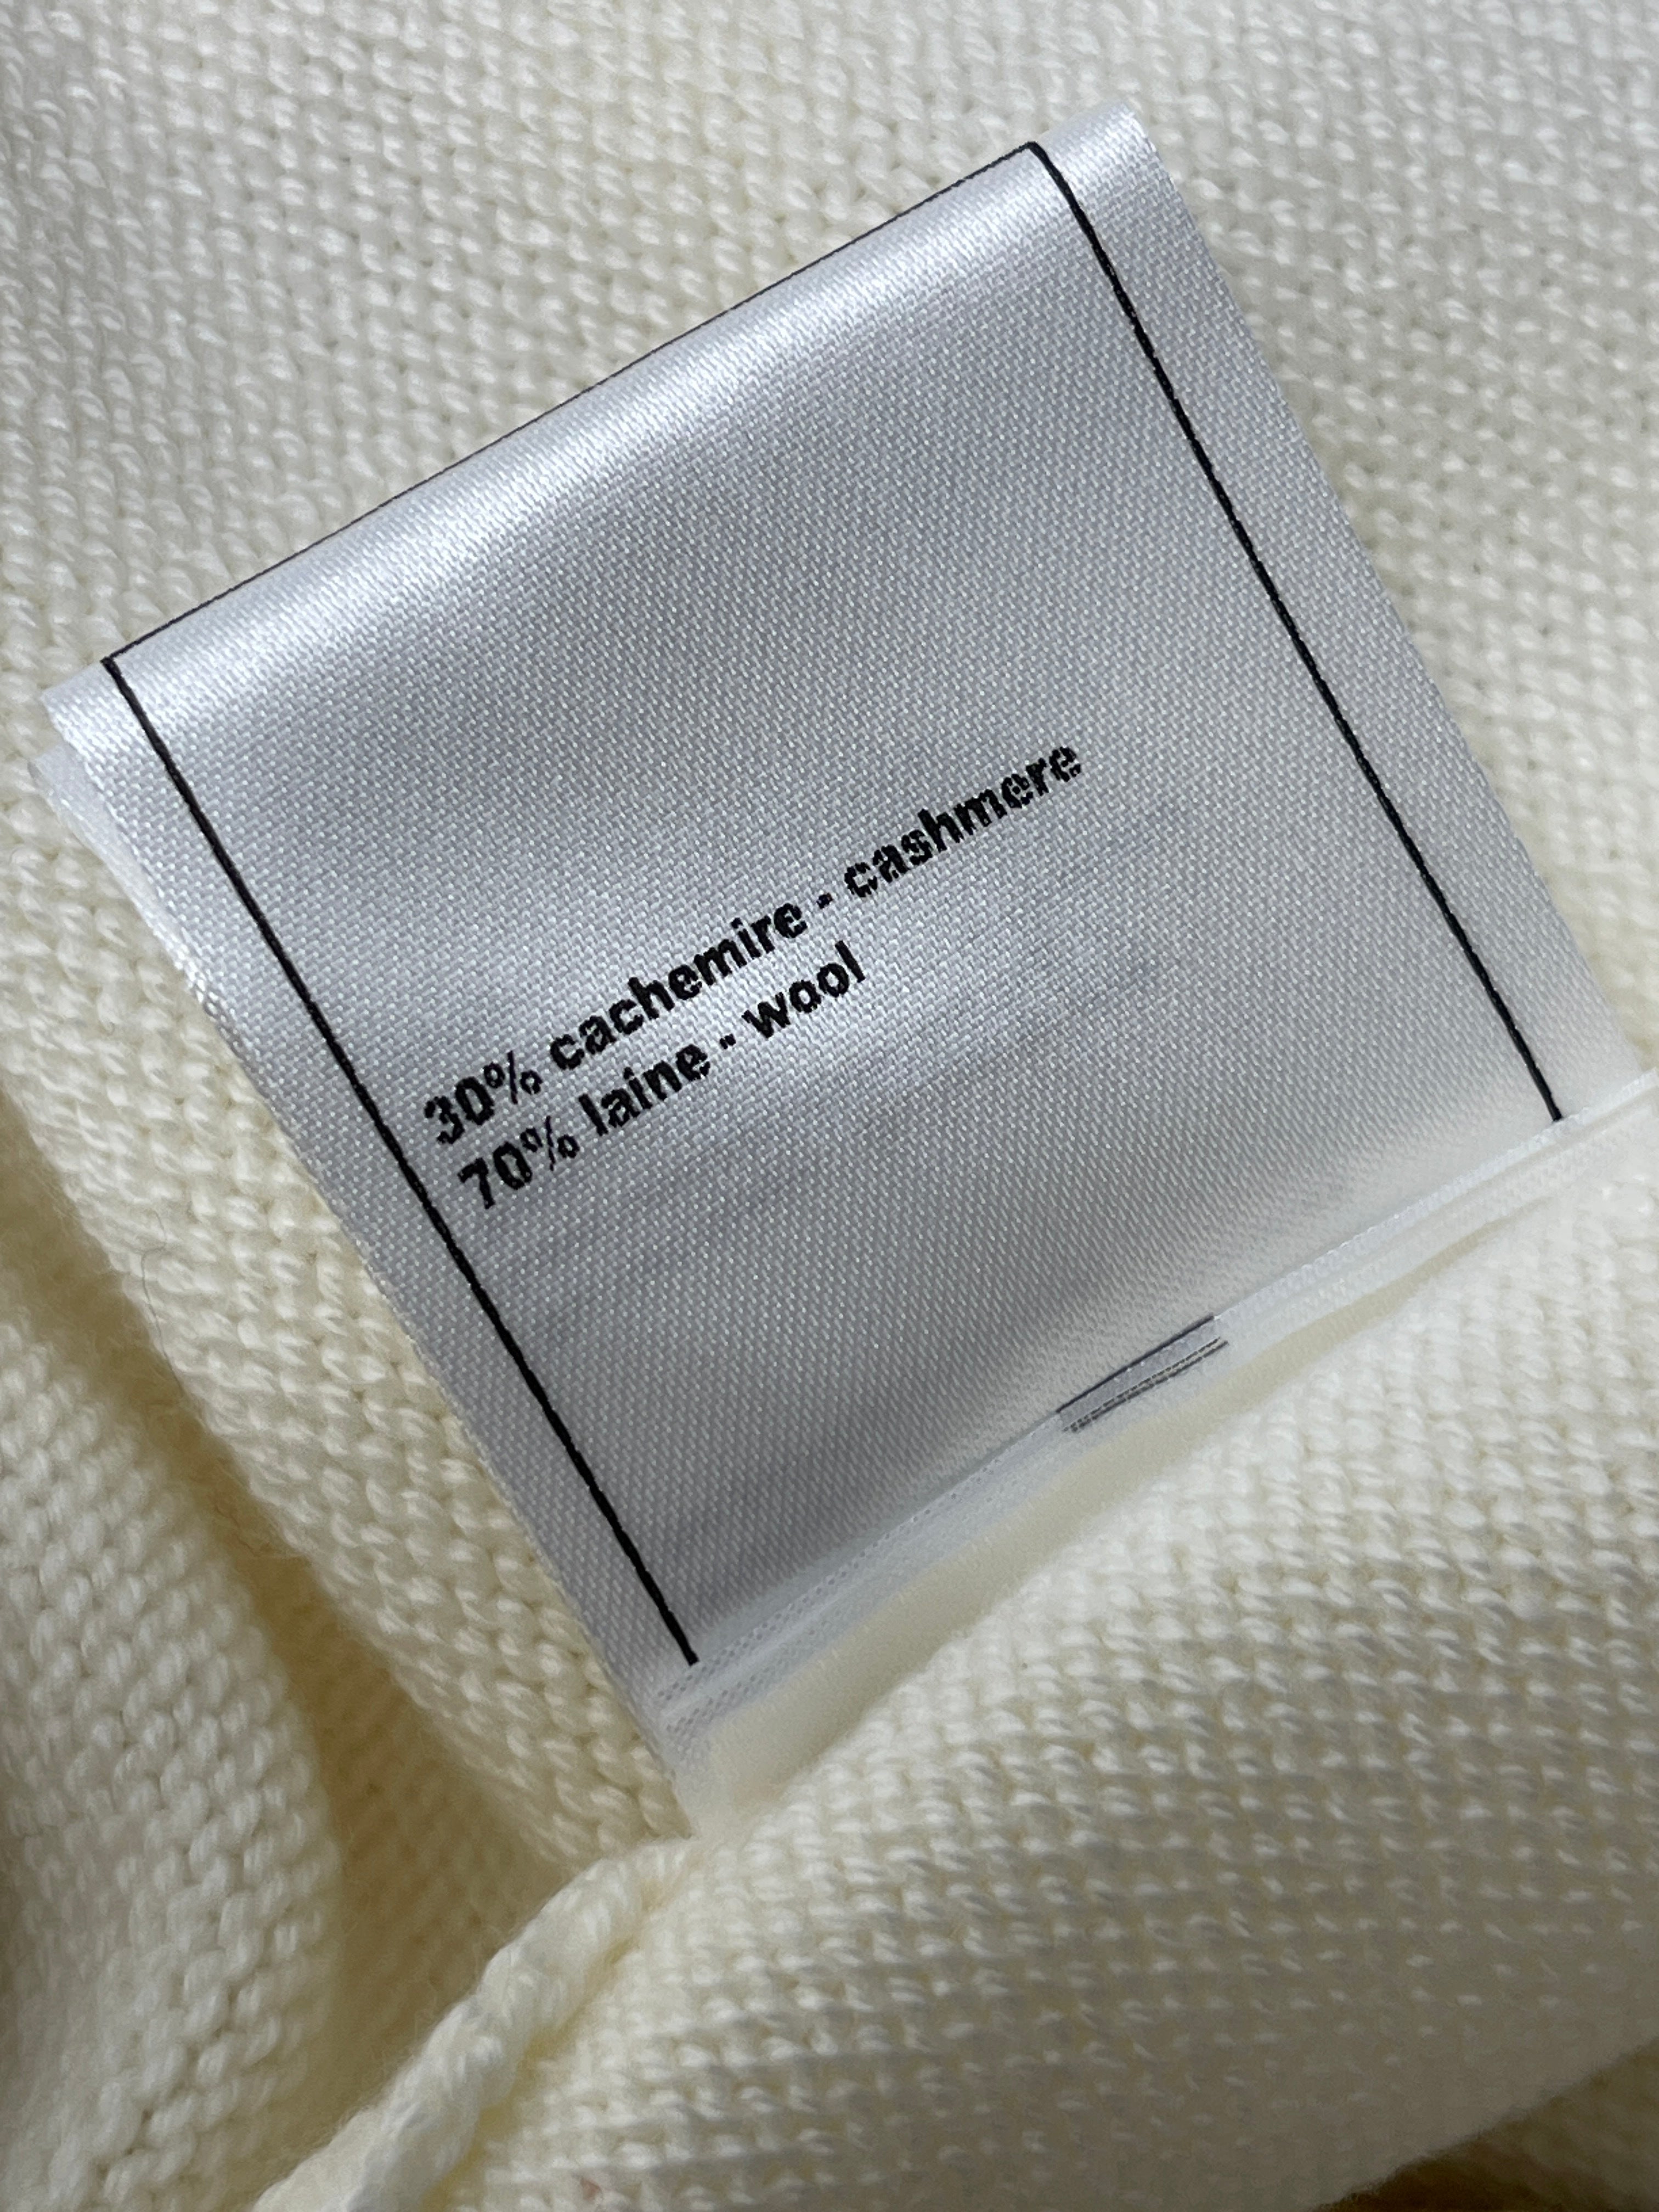 30% cachemire - cashmere
70% laine - wool